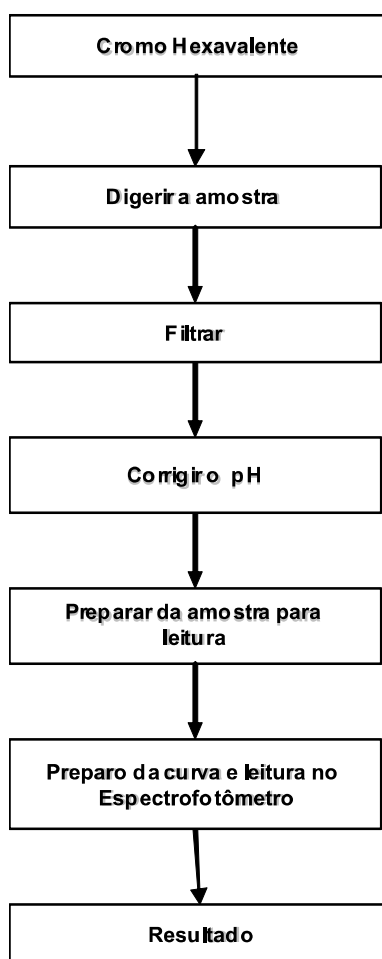 Cromo Hexavalente
Digerir a amostra
Filtrar
Corrigir o pH
Preparar da amostra para
leitura
Preparo da curva e leitura no
Espectrofotômetro
Resultado